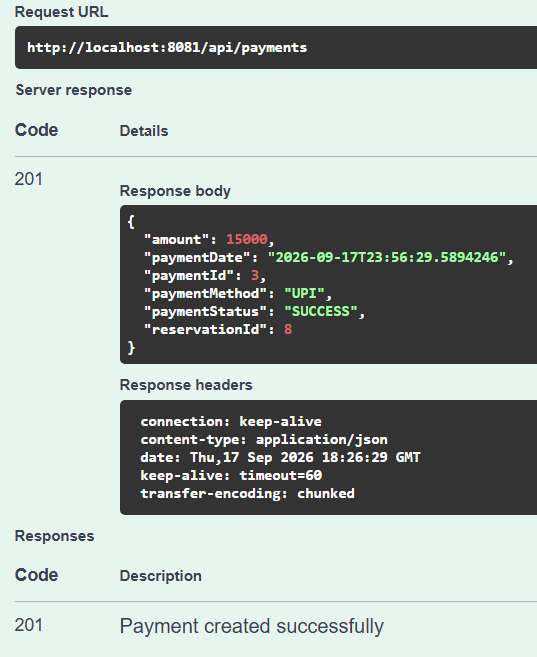 Request URL
http://localhost:8081/api/payments
Server response
Code Details
201
Response body
{
"amount": 15000,
"paymentDate": "2026-09-17T23:56:29.5894246",
"paymentId": 3,
"paymentMethod": "UPI",
"paymentStatus": "SUCCESS",
"reservationId": 8
}
Response headers
connection: keep-alive
content-type: application/json
date: Thu,17 Sep 2026 18:26:29 GMT
keep-alive: timeout=60
transfer-encoding: chunked
Responses
Code Description
201 Payment created successfully